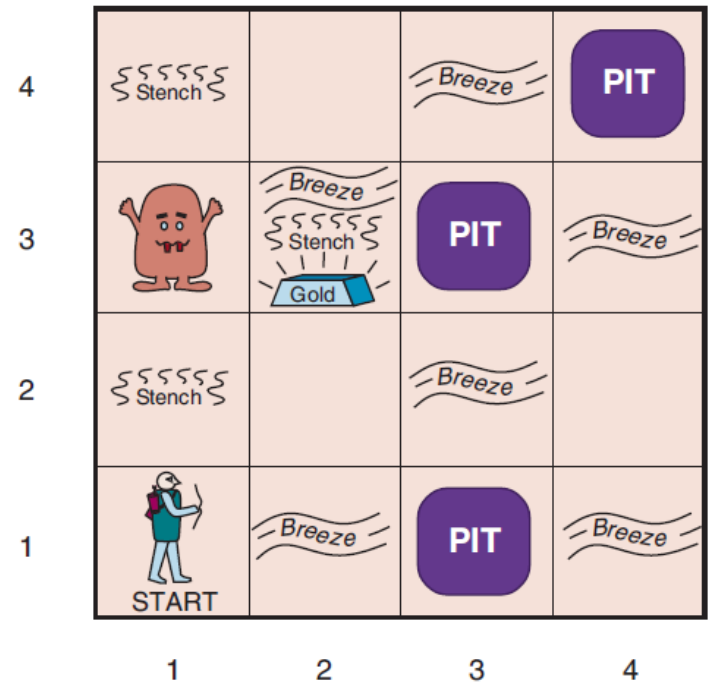 4
Stench
Breeze
PIT
3
Breeze
Stench
Gold
PIT
Breeze
2
Stench
Breeze
1
START
Breeze
PIT
Breeze
1 2 3 4